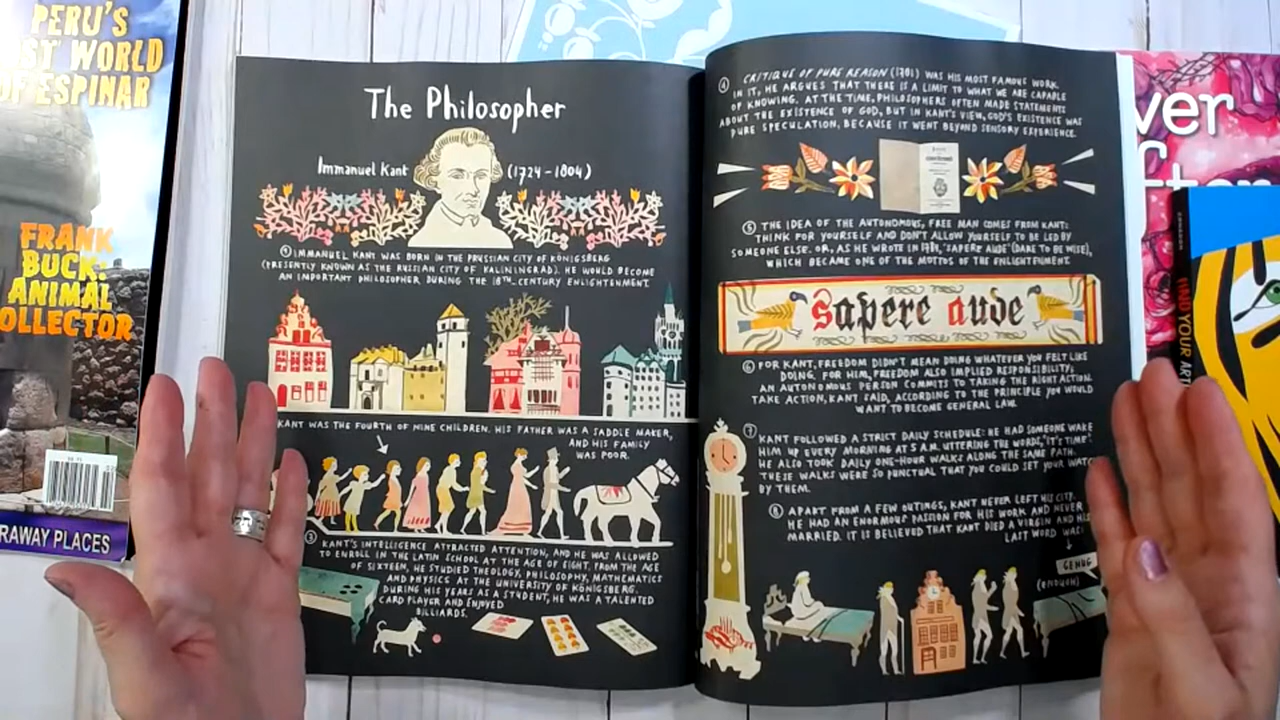 PERU'S
ST WORLD
OF ESPINAR
FRANK
BUCK:
ANIMAL
OLLECTOR
RAWAY PLACES
The Philosopher
Immanuel Kant (1724-1804)
① IMMANUEL KANT WAS BORN IN THE PRUSSIAN CITY OF KÖNIGSBERG
(PRESENTLY KNOWN AS THE RUSSIAN CITY OF KALININGRAD). HE WOULD BECOME
AN IMPORTANT PHILOSOPHER DURING THE 18TH-CENTURY ENLIGHTENMENT.
KANT WAS THE FOURTH OF NINE CHILDREN. HIS FATHER WAS A SADDLE MAKER,
AND HIS FAMILY
WAS POOR.
③ KANT'S INTELLIGENCE ATTRACTED ATTENTION, AND HE WAS ALLOWED
TO ENROLL IN THE LATIN SCHOOL AT THE AGE OF EIGHT. FROM THE AGE
OF SIXTEEN, HE STUDIED THEOLOGY, PHILOSOPHY, MATHEMATICS
AND PHYSICS AT THE UNIVERSITY OF KÖNIGSBERG.
DURING HIS YEARS AS A STUDENT, HE WAS A TALENTED
CARD PLAYER AND ENJOYED
BILLIARDS.
④ CRITIQUE OF PURE REASON (1781) WAS HIS MOST FAMOUS WORK.
IN IT, HE ARGUES THAT THERE IS A LIMIT TO WHAT WE ARE CAPABLE
OF KNOWING. AT THE TIME, PHILOSOPHERS OFTEN MADE STATEMENTS
ABOUT THE EXISTENCE OF GOD, BUT IN KANT'S VIEW, GOD'S EXISTENCE WAS
PURE SPECULATION, BECAUSE IT WENT BEYOND SENSORY EXPERIENCE.
⑤ THE IDEA OF THE AUTONOMOUS, FREE MAN COMES FROM KANT:
THINK FOR YOURSELF AND DON'T ALLOW YOURSELF TO BE LED BY
SOMEONE ELSE. OR, AS HE WROTE IN "SAPERE AUDE" (DARE TO BE WISE),
WHICH BECAME ONE OF THE MOTTOS OF THE ENLIGHTENMENT.
sapere aude
⑥ FOR KANT, FREEDOM DIDN'T MEAN DOING WHATEVER YOU FELT LIKE
DOING. FOR HIM, FREEDOM ALSO IMPLIED RESPONSIBILITY:
AN AUTONOMOUS PERSON COMMITS TO TAKING THE RIGHT ACTION.
TAKE ACTION, KANT SAID, ACCORDING TO THE PRINCIPLE YOU WOULD
WANT TO BECOME GENERAL LAW.
⑦ KANT FOLLOWED A STRICT DAILY SCHEDULE: HE HAD SOMEONE WAKE
HIM UP EVERY MORNING AT 5 A.M. UTTERING THE WORDS, "IT'S TIME".
HE ALSO TOOK DAILY ONE-HOUR WALKS ALONG THE SAME PATH.
THESE WALKS WERE SO PUNCTUAL THAT YOU COULD SET YOUR WATC
BY THEM.
⑧ APART FROM A FEW OUTINGS, KANT NEVER LEFT HIS CITY.
HE HAD AN ENORMOUS PASSION FOR HIS WORK AND NEVER
MARRIED. IT IS BELIEVED THAT KANT DIED A VIRGIN AND HIS
LAST WORD WAS:
GENUG
(ENOUGH)
ver
FIND YOUR ARTI